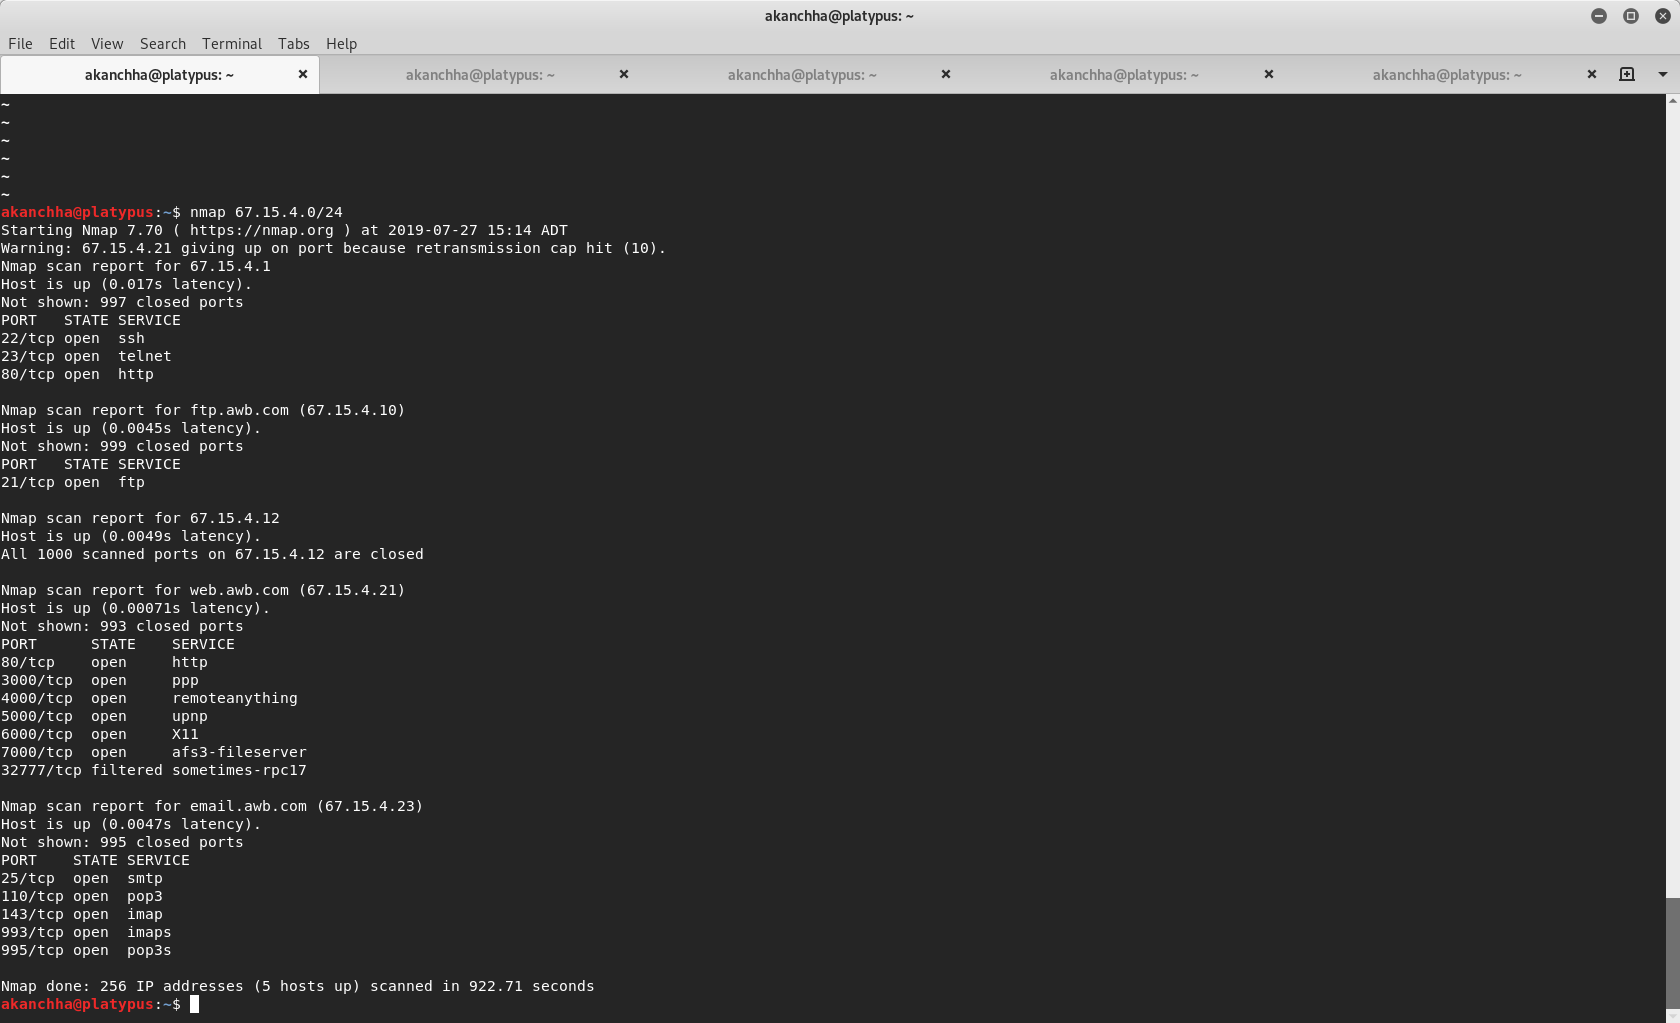 akanchha@platypus: ~
File Edit View Search Terminal Tabs Help
akanchha@platypus: ~ akanchha@platypus: ~ akanchha@platypus: ~ akanchha@platypus: ~ akanchha@platypus: ~
~
~
~
~
~
~
akanchha@platypus:~$ nmap 67.15.4.0/24
Starting Nmap 7.70 ( https://nmap.org ) at 2019-07-27 15:14 ADT
Warning: 67.15.4.21 giving up on port because retransmission cap hit (10).
Nmap scan report for 67.15.4.1
Host is up (0.017s latency).
Not shown: 997 closed ports
PORT   STATE SERVICE
22/tcp open  ssh
23/tcp open  telnet
80/tcp open  http

Nmap scan report for ftp.awb.com (67.15.4.10)
Host is up (0.0045s latency).
Not shown: 999 closed ports
PORT   STATE SERVICE
21/tcp open  ftp

Nmap scan report for 67.15.4.12
Host is up (0.0049s latency).
All 1000 scanned ports on 67.15.4.12 are closed

Nmap scan report for web.awb.com (67.15.4.21)
Host is up (0.00071s latency).
Not shown: 993 closed ports
PORT      STATE    SERVICE
80/tcp    open     http
3000/tcp  open     ppp
4000/tcp  open     remoteanything
5000/tcp  open     upnp
6000/tcp  open     X11
7000/tcp  open     afs3-fileserver
32777/tcp filtered sometimes-rpc17

Nmap scan report for email.awb.com (67.15.4.23)
Host is up (0.0047s latency).
Not shown: 995 closed ports
PORT    STATE SERVICE
25/tcp  open  smtp
110/tcp open  pop3
143/tcp open  imap
993/tcp open  imaps
995/tcp open  pop3s

Nmap done: 256 IP addresses (5 hosts up) scanned in 922.71 seconds
akanchha@platypus:~$